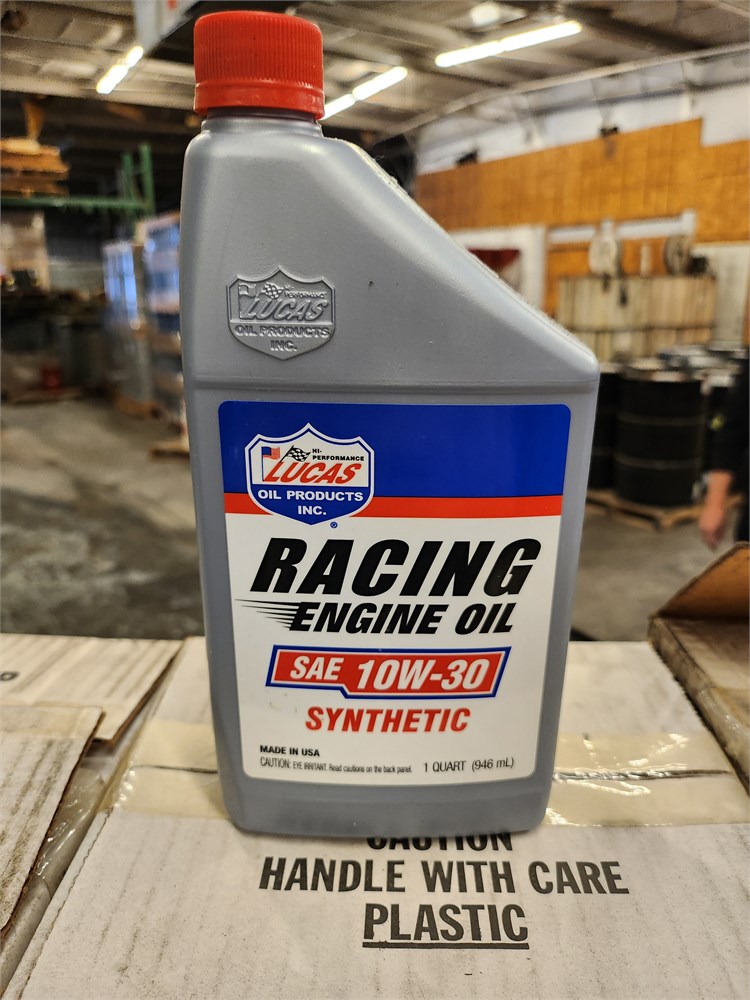 HI-
PERFORMANCE
LUCAS
OIL PRODUCTS
INC.
HI-
PERFORMANCE
LUCAS
OIL PRODUCTS
INC.
®
RACING
ENGINE OIL
SAE 10W-30
SYNTHETIC
MADE IN USA
CAUTION: EYE IRRITANT. Read cautions on the back panel. 1 QUART (946 mL)
CAUTION
HANDLE WITH CARE
PLASTIC